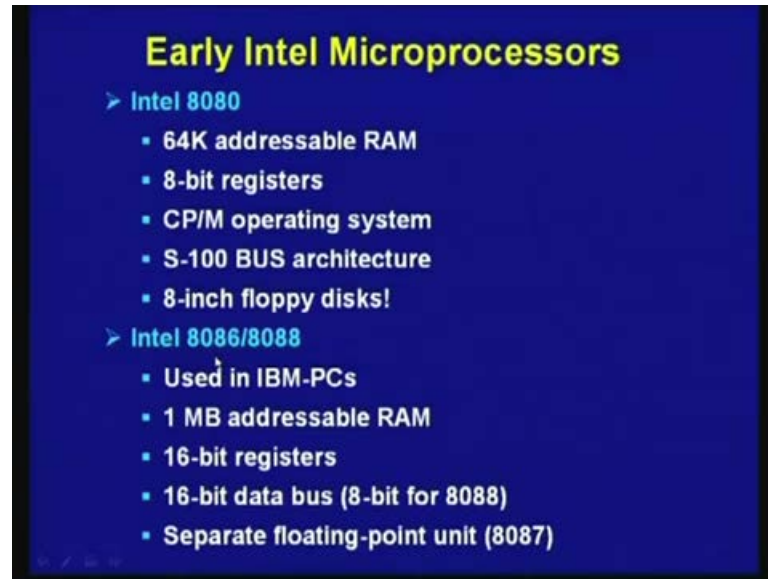 Early Intel Microprocessors
➢ Intel 8080
▪ 64K addressable RAM
▪ 8-bit registers
▪ CP/M operating system
▪ S-100 BUS architecture
▪ 8-inch floppy disks!
➢ Intel 8086/8088
▪ Used in IBM-PCs
▪ 1 MB addressable RAM
▪ 16-bit registers
▪ 16-bit data bus (8-bit for 8088)
▪ Separate floating-point unit (8087)